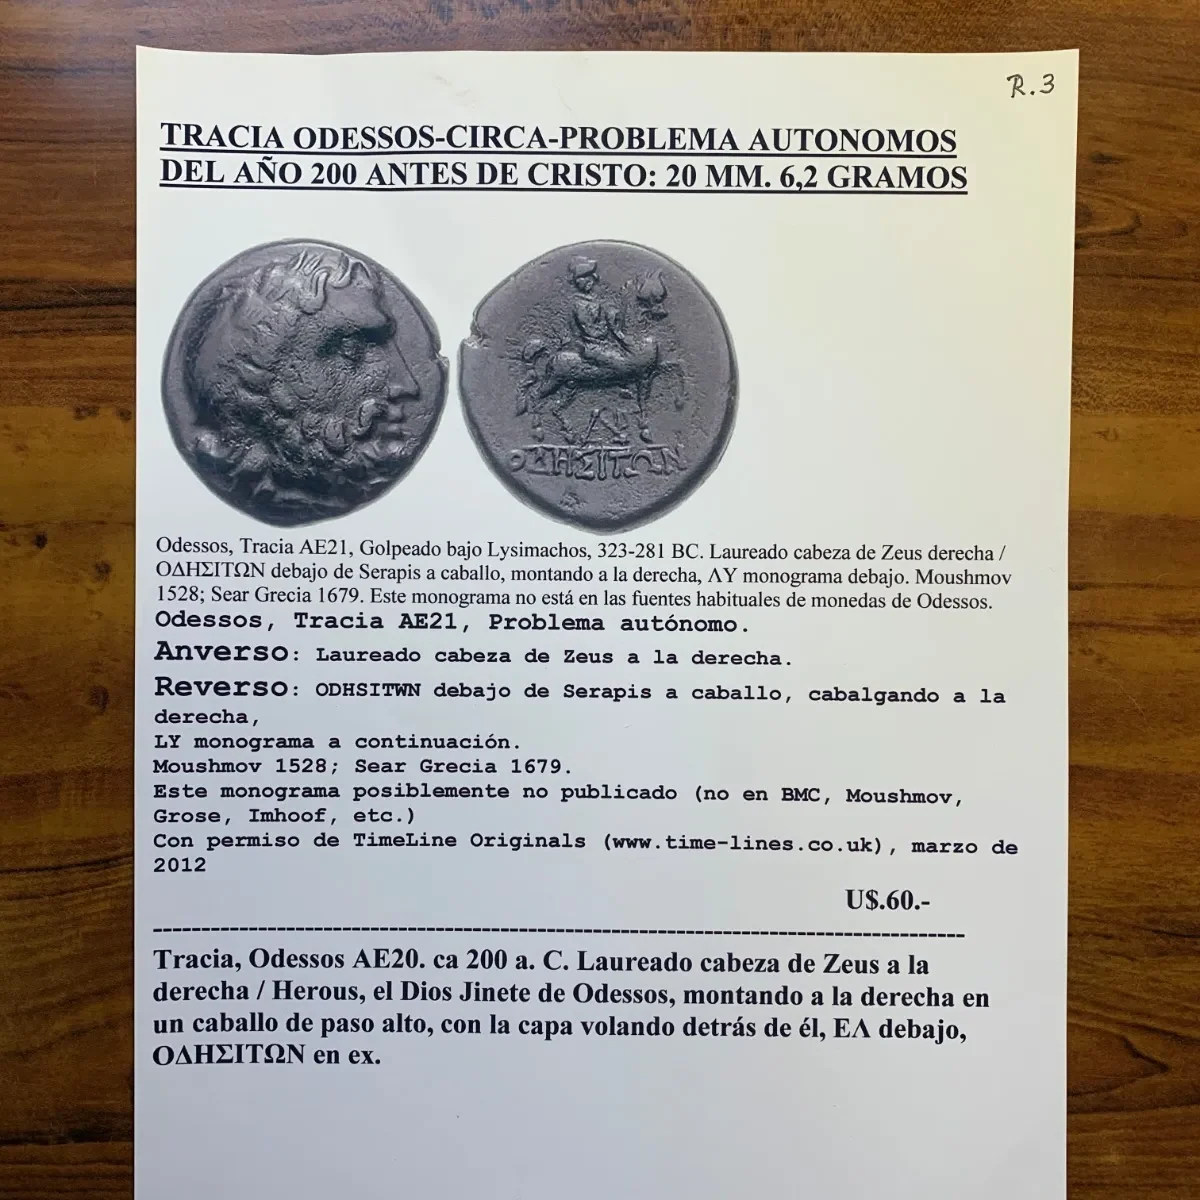 R.3
TRACIA ODESSOS-CIRCA-PROBLEMA AUTONOMOS
DEL AÑO 200 ANTES DE CRISTO: 20 MM. 6,2 GRAMOS
ΟΔΗΣΙΤΩΝ
Odessos, Tracia AE21, Golpeado bajo Lysimachos, 323-281 BC. Laureado cabeza de Zeus derecha /
ΟΔΗΣΙΤΩΝ debajo de Serapis a caballo, montando a la derecha, ΛΥ monograma debajo. Moushmov
1528; Sear Grecia 1679. Este monograma no está en las fuentes habituales de monedas de Odessos.
Odessos, Tracia AE21, Problema autónomo.
Anverso: Laureado cabeza de Zeus a la derecha.
Reverso: ODHSITWN debajo de Serapis a caballo, cabalgando a la
derecha,
LY monograma a continuación.
Moushmov 1528; Sear Grecia 1679.
Este monograma posiblemente no publicado (no en BMC, Moushmov,
Grose, Imhoof, etc.)
Con permiso de TimeLine Originals (www.time-lines.co.uk), marzo de
2012
U$.60.-
Tracia, Odessos AE20. ca 200 a. C. Laureado cabeza de Zeus a la
derecha / Herous, el Dios Jinete de Odessos, montando a la derecha en
un caballo de paso alto, con la capa volando detrás de él, ΕΛ debajo,
ΟΔΗΣΙΤΩΝ en ex.